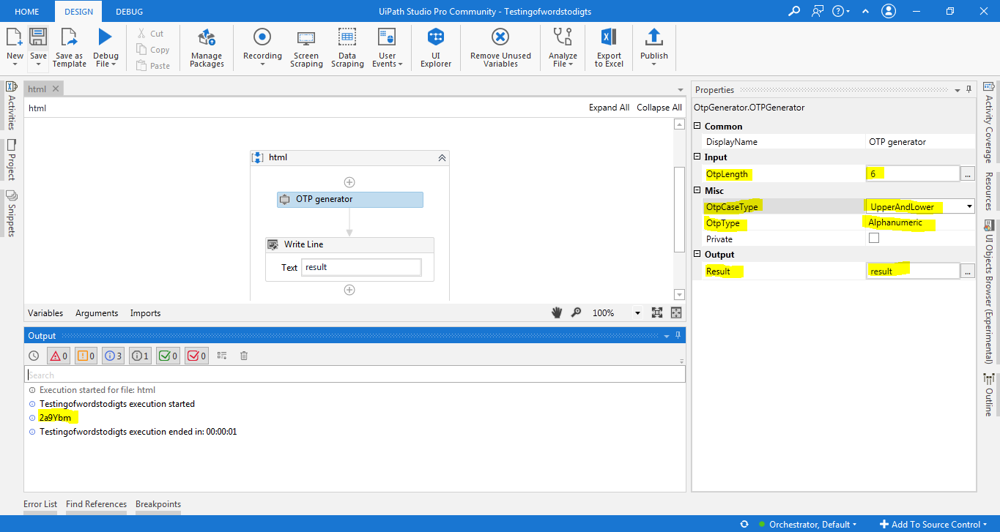 HOME DESIGN DEBUG UiPath Studio Pro Community - Testingofwordstodigts
New Save Save as Template Debug File Cut Copy Paste Manage Packages Recording Screen Scraping Data Scraping User Events UI Explorer Remove Unused Variables Analyze File Export to Excel Publish
Activities
Project
Snippets
html
html Expand All Collapse All
html
OTP generator
Write Line
Text result
Variables Arguments Imports 100%
Output
0 0 3 1 0 0
Search
Execution started for file: html
Testingofwordstodigts execution started
2a9Ybm
Testingofwordstodigts execution ended in: 00:00:01
Error List Find References Breakpoints
Properties
OtpGenerator.OTPGenerator
Common
DisplayName OTP generator
Input
OtpLength 6 ...
Misc
OtpCaseType UpperAndLower
OtpType Alphanumeric
Private
Output
Result result ...
Activity Coverage
Resources
UI Objects Browser (Experimental)
Outline
Orchestrator, Default Add To Source Control